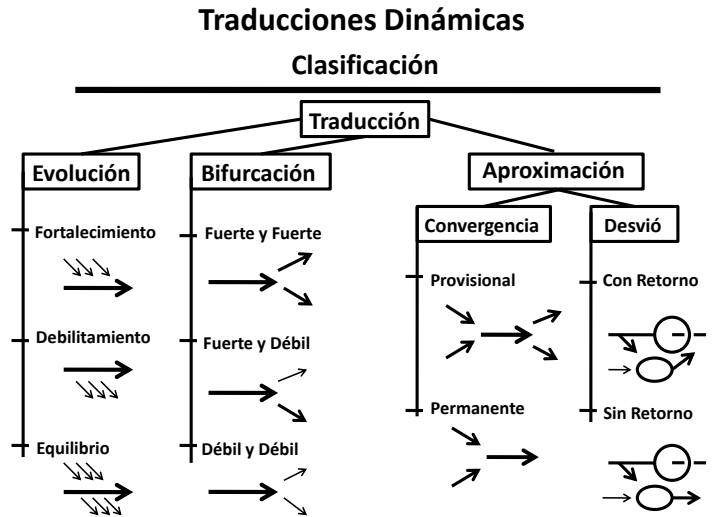 Traducciones Dinámicas
Clasificación
Traducción
Evolución
Bifurcación
Aproximación
Convergencia
Desvió
Fortalecimiento
Fuerte y Fuerte
Provisional
Con Retorno
Debilitamiento
Fuerte y Débil
Permanente
Sin Retorno
Equilibrio
Débil y Débil